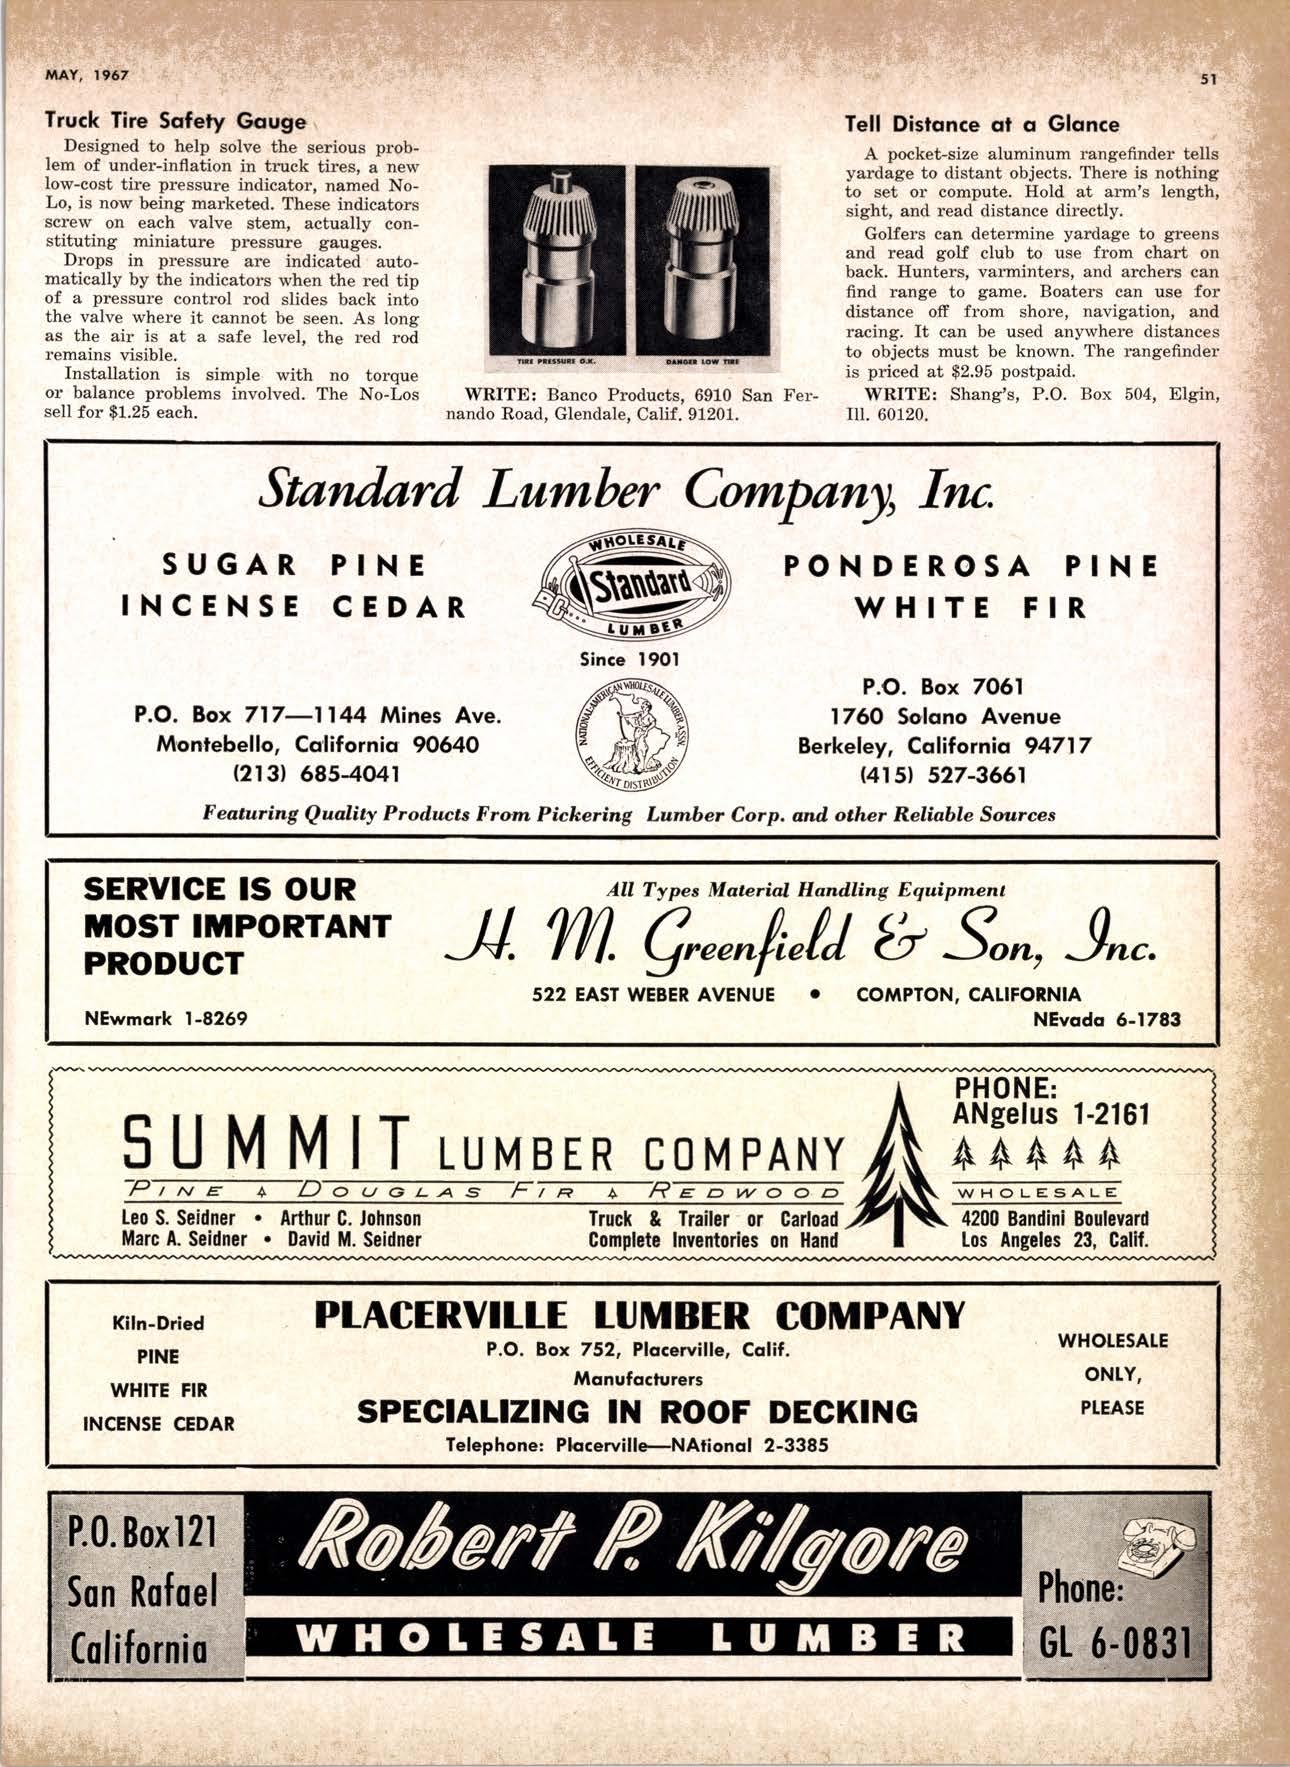 MAY, 1967
51
Truck Tire Safety Gauge
Designed to help solve the serious prob-
lem of under-inflation in truck tires, a new
low-cost tire pressure indicator, named No-
Lo, is now being marketed. These indicators
screw on each valve stem, actually con-
stituting miniature pressure gauges.
Drops in pressure are indicated auto-
matically by the indicators when the red tip
of a pressure control rod slides back into
the valve where it cannot be seen. As long
as the air is at a safe level, the red rod
remains visible.
Installation is simple with no torque
or balance problems involved. The No-Los
sell for $1.25 each.
TIRE PRESSURE O.K.
DANGER LOW TIRE
WRITE: Banco Products, 6910 San Fer-
nando Road, Glendale, Calif. 91201.
Tell Distance at a Glance
A pocket-size aluminum rangefinder tells
yardage to distant objects. There is nothing
to set or compute. Hold at arm's length,
sight, and read distance directly.
Golfers can determine yardage to greens
and read golf club to use from chart on
back. Hunters, varminters, and archers can
find range to game. Boaters can use for
distance off from shore, navigation, and
racing. It can be used anywhere distances
to objects must be known. The rangefinder
is priced at $2.95 postpaid.
WRITE: Shang's, P.O. Box 504, Elgin,
Ill. 60120.
Standard Lumber Company, Inc.
SUGAR PINE
INCENSE CEDAR
WHOLESALE
Standard
LUMBER
Since 1901
PONDEROSA PINE
WHITE FIR
P.O. Box 717—1144 Mines Ave.
Montebello, California 90640
(213) 685-4041
NATIONAL-AMERICAN WHOLESALE LUMBER ASSN.
EFFICIENT DISTRIBUTION
P.O. Box 7061
1760 Solano Avenue
Berkeley, California 94717
(415) 527-3661
Featuring Quality Products From Pickering Lumber Corp. and other Reliable Sources
SERVICE IS OUR
MOST IMPORTANT
PRODUCT
NEwmark 1-8269
All Types Material Handling Equipment
H. M. Greenfield & Son, Inc.
522 EAST WEBER AVENUE • COMPTON, CALIFORNIA
NEvada 6-1783
SUMMIT LUMBER COMPANY
PINE DOUGLAS FIR REDWOOD
Leo S. Seidner • Arthur C. Johnson
Marc A. Seidner • David M. Seidner
Truck & Trailer or Carload
Complete Inventories on Hand
PHONE:
ANgelus 1-2161
WHOLESALE
4200 Bandini Boulevard
Los Angeles 23, Calif.
Kiln-Dried
PINE
WHITE FIR
INCENSE CEDAR
PLACERVILLE LUMBER COMPANY
P.O. Box 752, Placerville, Calif.
Manufacturers
SPECIALIZING IN ROOF DECKING
Telephone: Placerville—NAtional 2-3385
WHOLESALE
ONLY,
PLEASE
P.O. Box 121
San Rafael
California
Robert P. Kilgore
WHOLESALE LUMBER
Phone:
GL 6-0831